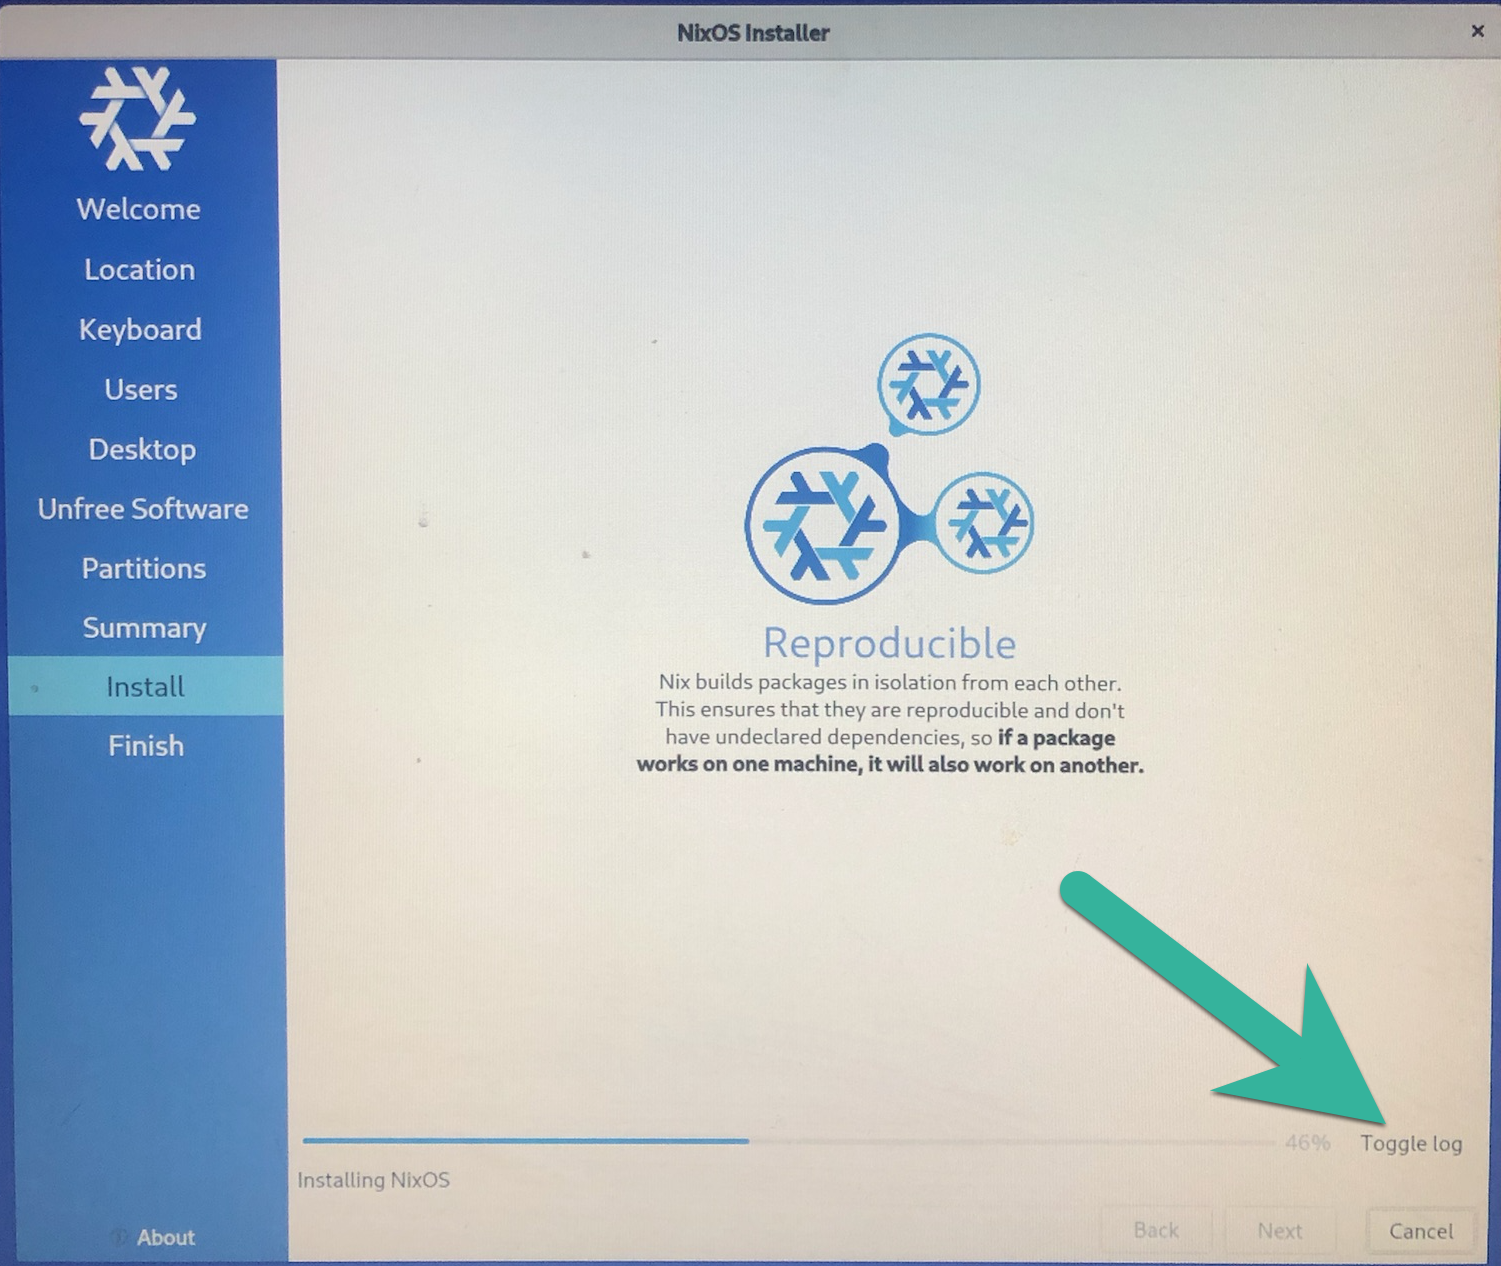 NixOS Installer
Welcome
Location
Keyboard
Users
Desktop
Unfree Software
Partitions
Summary
Install
Finish
About
Reproducible
Nix builds packages in isolation from each other.
This ensures that they are reproducible and don't
have undeclared dependencies, so if a package
works on one machine, it will also work on another.
46%
Toggle log
Installing NixOS
Back
Next
Cancel